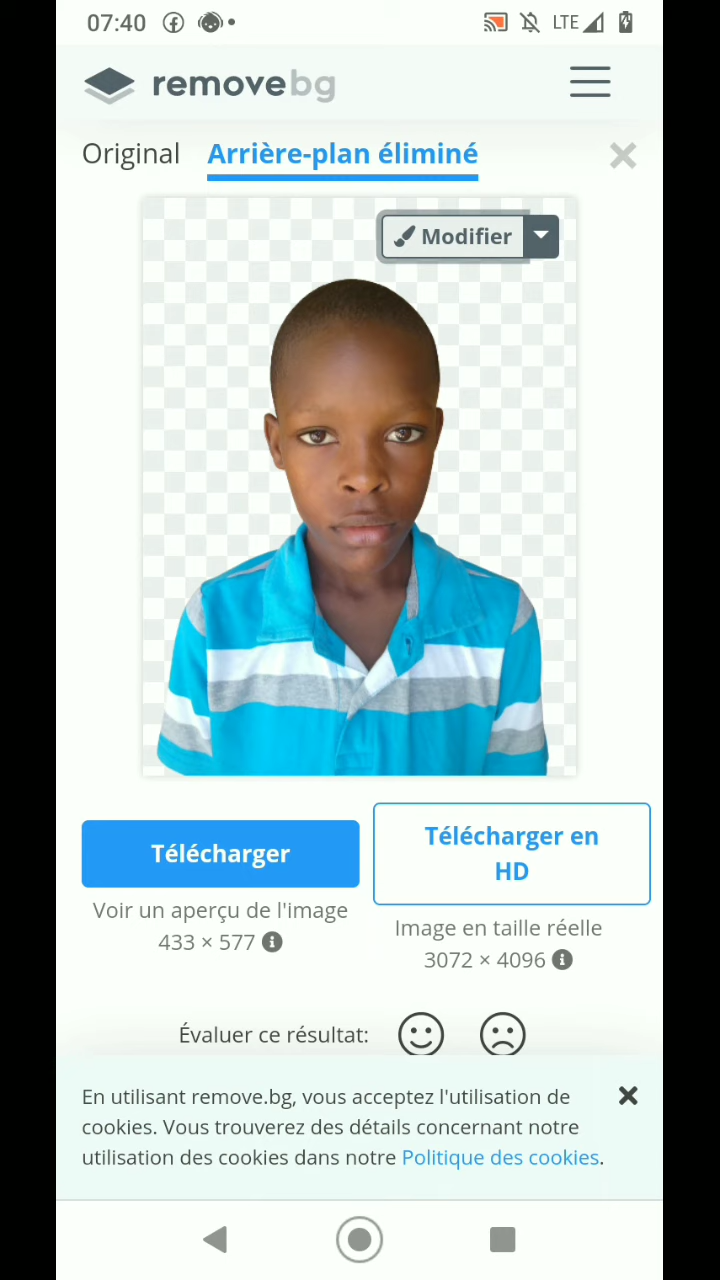 07:40 LTE
removebg
Original Arrière-plan éliminé
Modifier
Télécharger
Télécharger en
HD
Voir un aperçu de l'image
433 × 577
Image en taille réelle
3072 × 4096
Évaluer ce résultat:
En utilisant remove.bg, vous acceptez l'utilisation de
cookies. Vous trouverez des détails concernant notre
utilisation des cookies dans notre Politique des cookies.